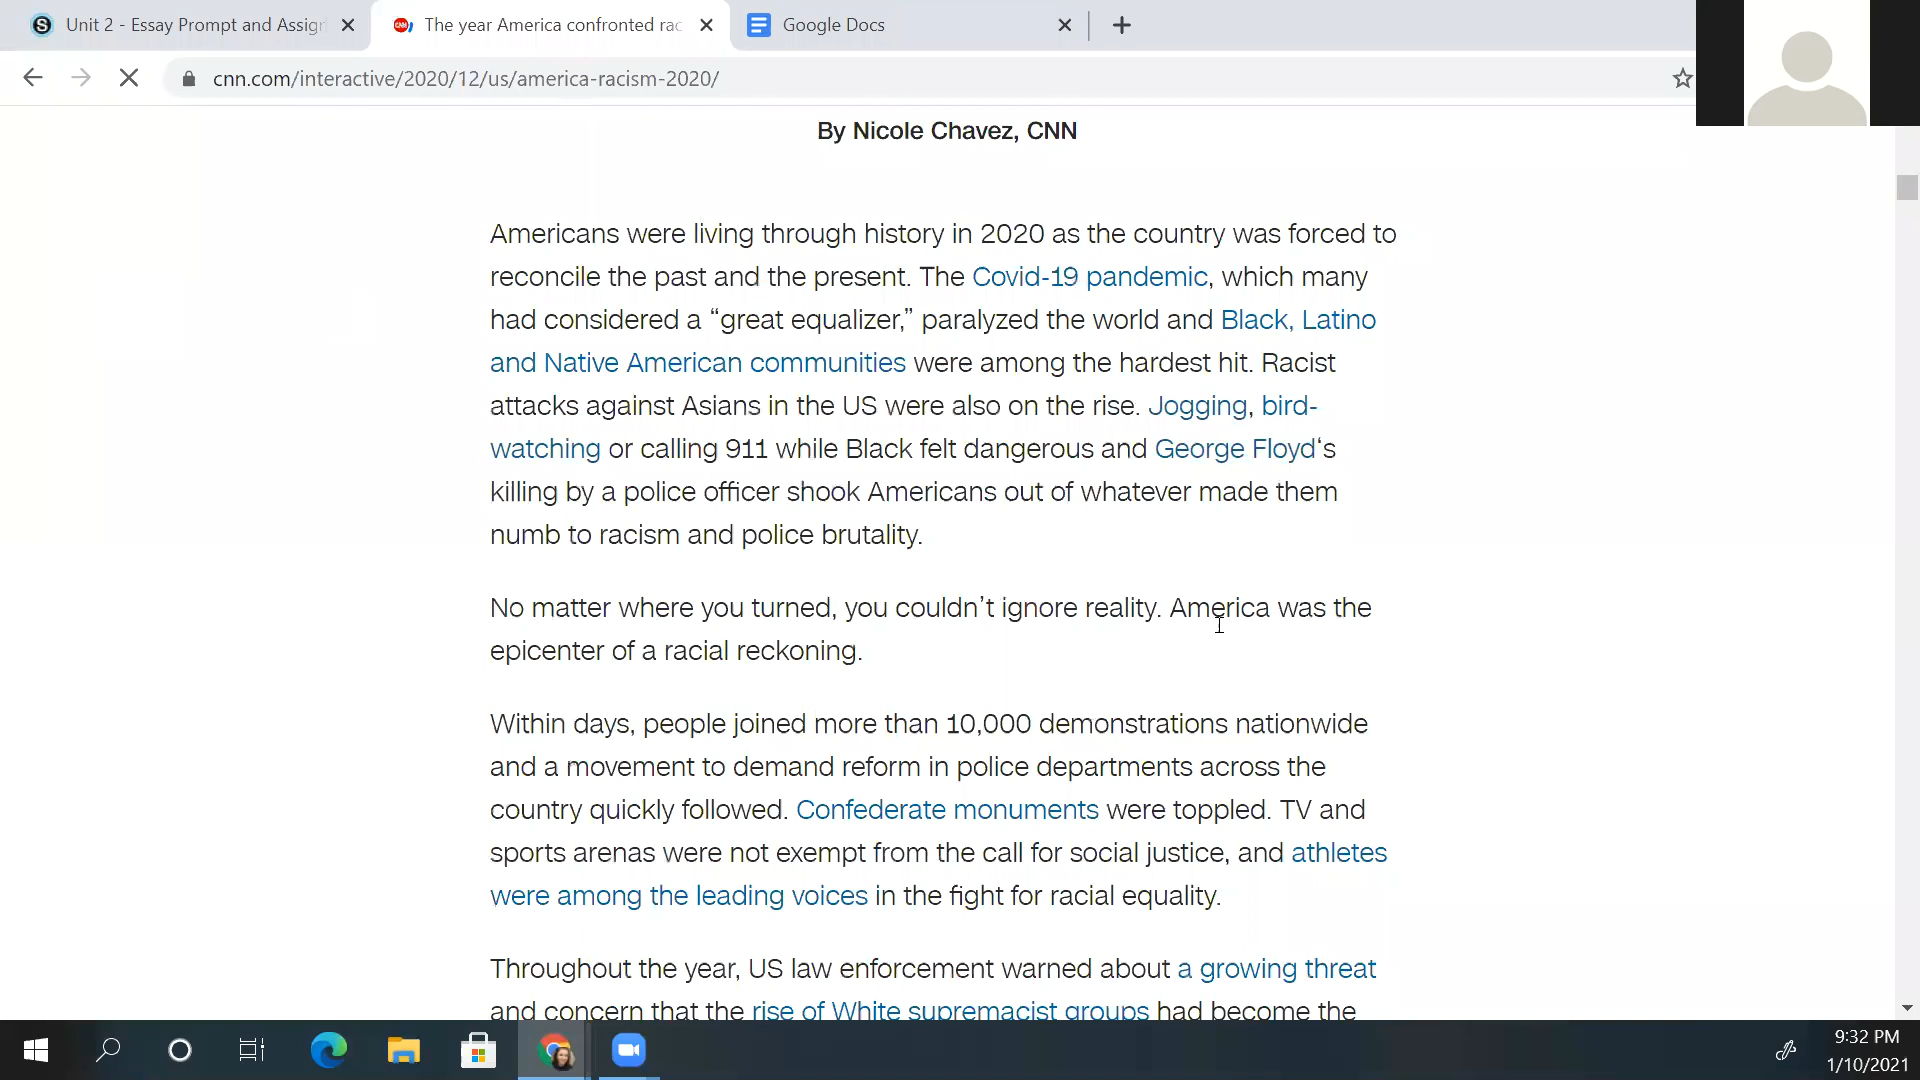 Unit 2 - Essay Prompt and Assign
The year America confronted rac
Google Docs
cnn.com/interactive/2020/12/us/america-racism-2020/
By Nicole Chavez, CNN
Americans were living through history in 2020 as the country was forced to
reconcile the past and the present. The Covid-19 pandemic, which many
had considered a “great equalizer,” paralyzed the world and Black, Latino
and Native American communities were among the hardest hit. Racist
attacks against Asians in the US were also on the rise. Jogging, bird-
watching or calling 911 while Black felt dangerous and George Floyd‘s
killing by a police officer shook Americans out of whatever made them
numb to racism and police brutality.
No matter where you turned, you couldn’t ignore reality. America was the
epicenter of a racial reckoning.
Within days, people joined more than 10,000 demonstrations nationwide
and a movement to demand reform in police departments across the
country quickly followed. Confederate monuments were toppled. TV and
sports arenas were not exempt from the call for social justice, and athletes
were among the leading voices in the fight for racial equality.
Throughout the year, US law enforcement warned about a growing threat
and concern that the rise of White supremacist groups had become the
9:32 PM
1/10/2021